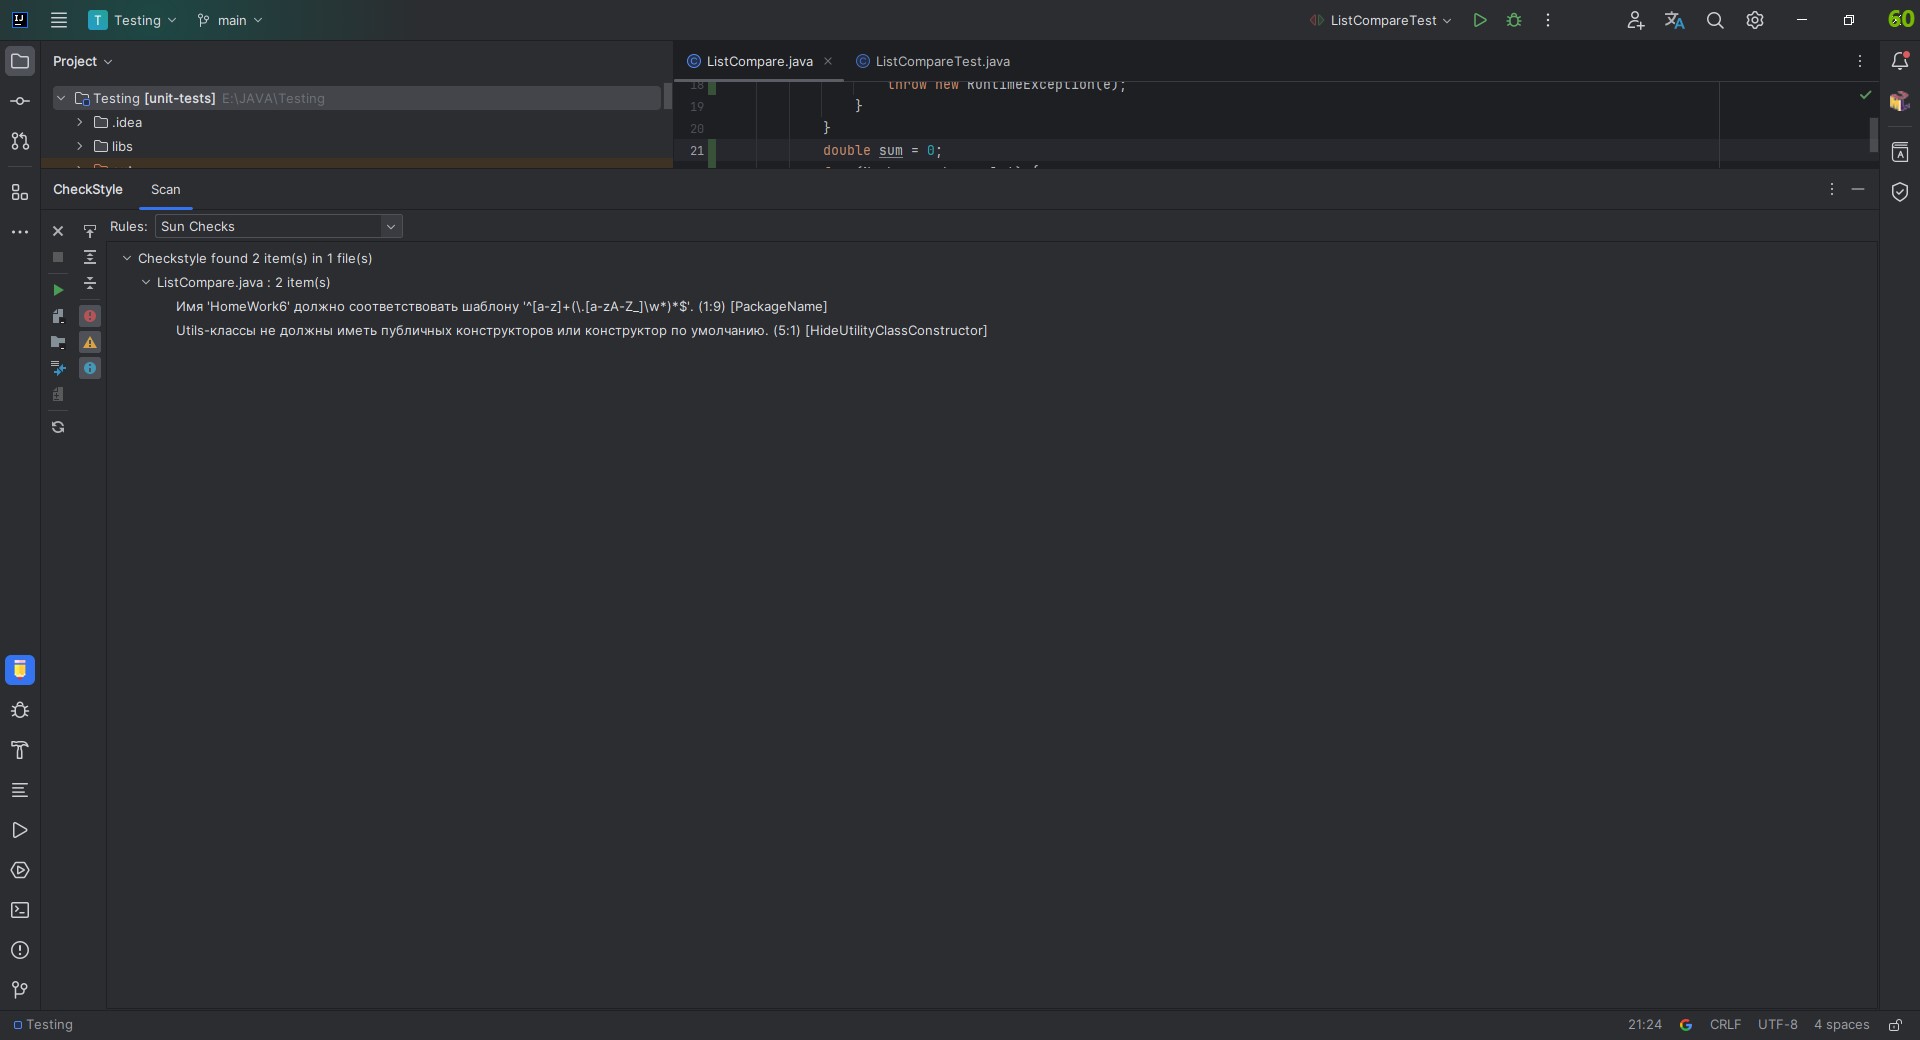 Testing
main
ListCompareTest
60
Project
ListCompare.java
ListCompareTest.java
Testing [unit-tests] E:\JAVA\Testing
.idea
libs
18 throw new RuntimeException(e);
19 }
20 }
21 double sum = 0;
CheckStyle Scan
Rules: Sun Checks
Checkstyle found 2 item(s) in 1 file(s)
ListCompare.java : 2 item(s)
Имя 'HomeWork6' должно соответствовать шаблону '^[a-z]+(\.[a-zA-Z_]\w*)*$'. (1:9) [PackageName]
Utils-классы не должны иметь публичных конструкторов или конструктор по умолчанию. (5:1) [HideUtilityClassConstructor]
Testing
21:24 CRLF UTF-8 4 spaces